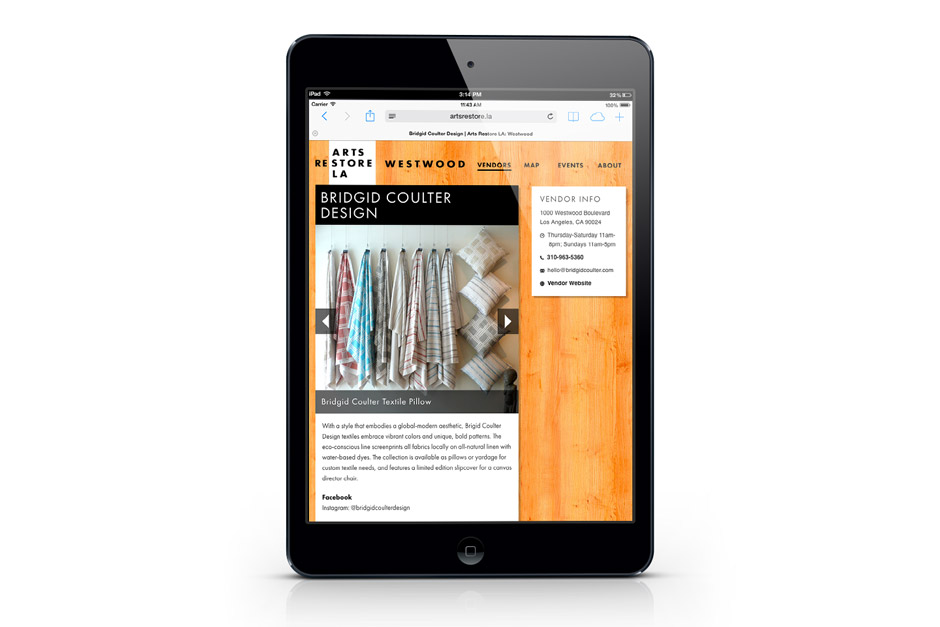 iPad 3:14 PM 32%
Carrier 11:43 AM 100%
artsrestore.la
Bridgid Coulter Design | Arts Restore LA: Westwood
ARTS
RESTORE
LA
WESTWOOD VENDORS MAP EVENTS ABOUT
BRIDGID COULTER
DESIGN
Bridgid Coulter Textile Pillow
With a style that embodies a global-modern aesthetic, Brigid Coulter
Design textiles embrace vibrant colors and unique, bold patterns. The
eco-conscious line screenprints all fabrics locally on all-natural linen with
water-based dyes. The collection is available as pillows or yardage for
custom textile needs, and features a limited edition slipcover for a canvas
director chair.
Facebook
Instagram: @bridgidcoulterdesign
VENDOR INFO
1000 Westwood Boulevard
Los Angeles, CA 90024
Thursday-Saturday 11am-
8pm; Sundays 11am-5pm
310-963-5360
hello@bridgidcoulter.com
Vendor Website